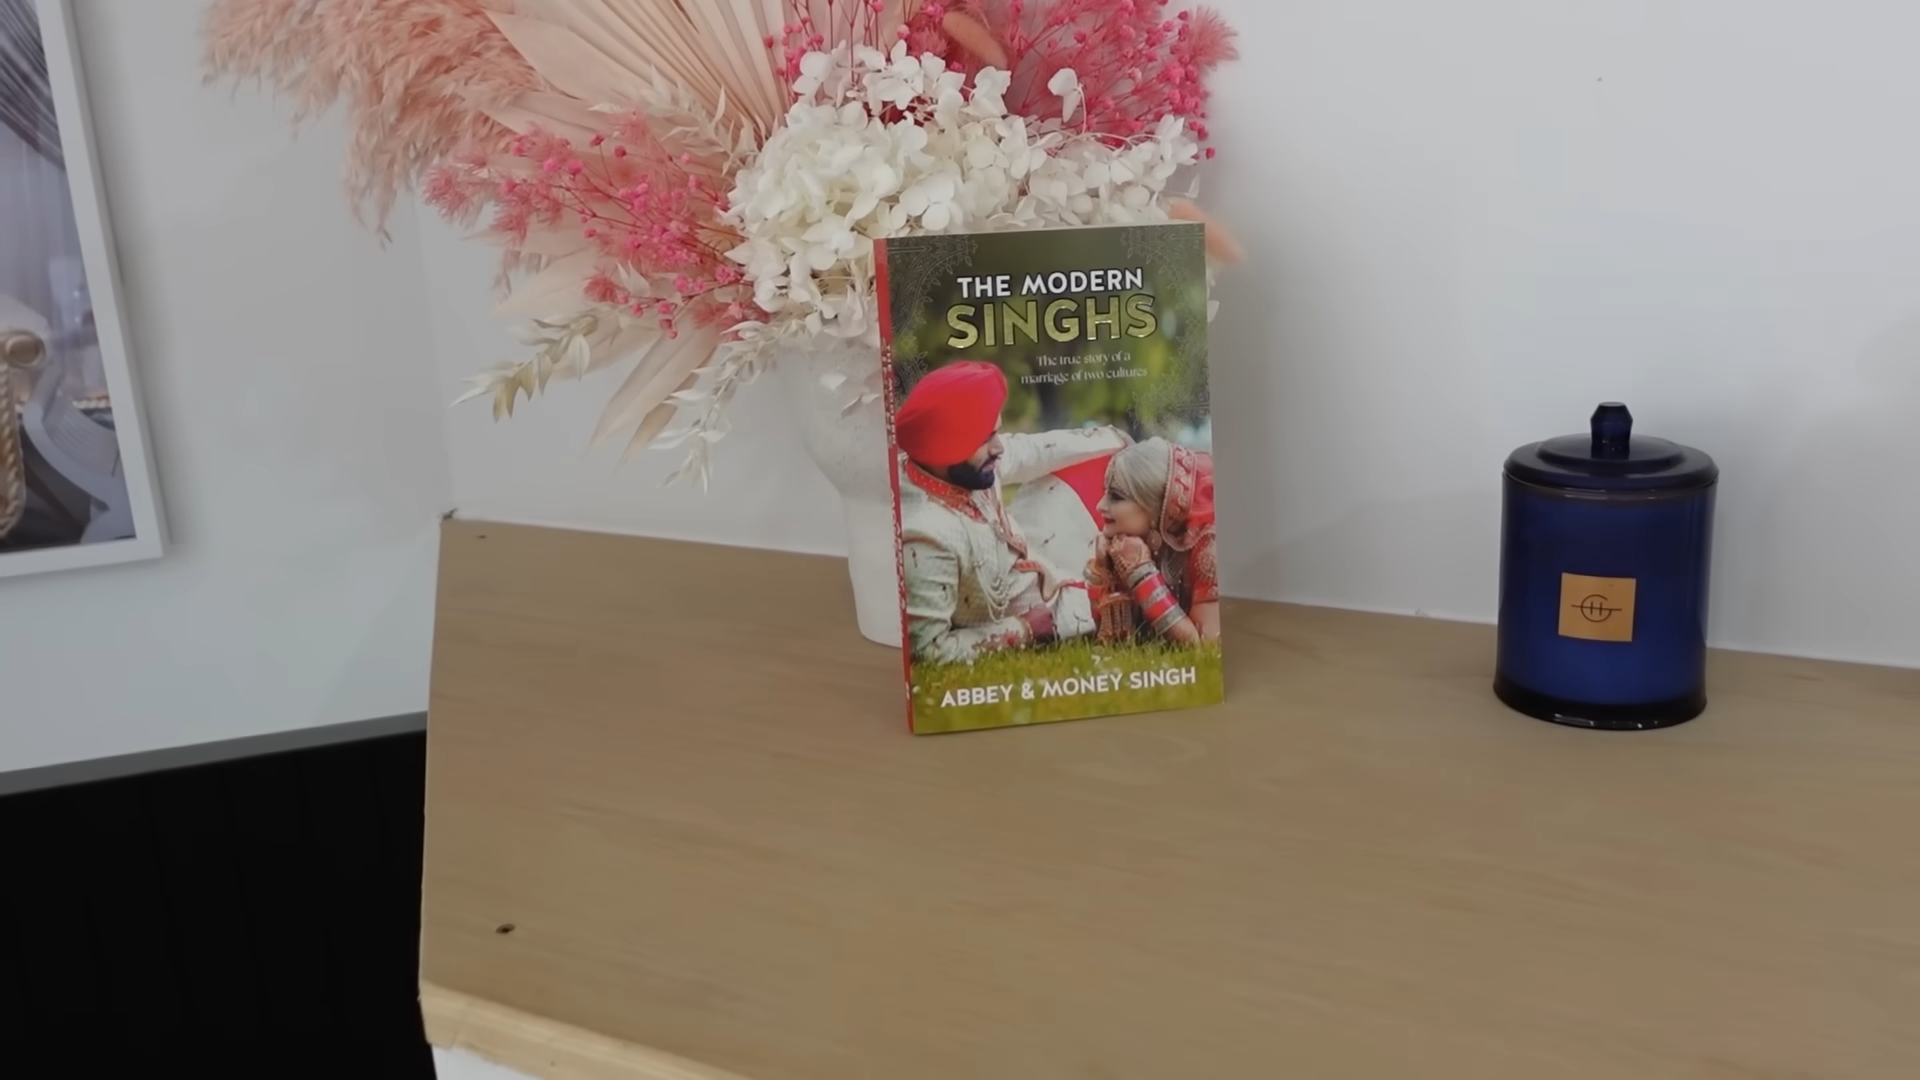 THE MODERN
SINGHS
The true story of a
marriage of two cultures
ABBEY & MONEY SINGH